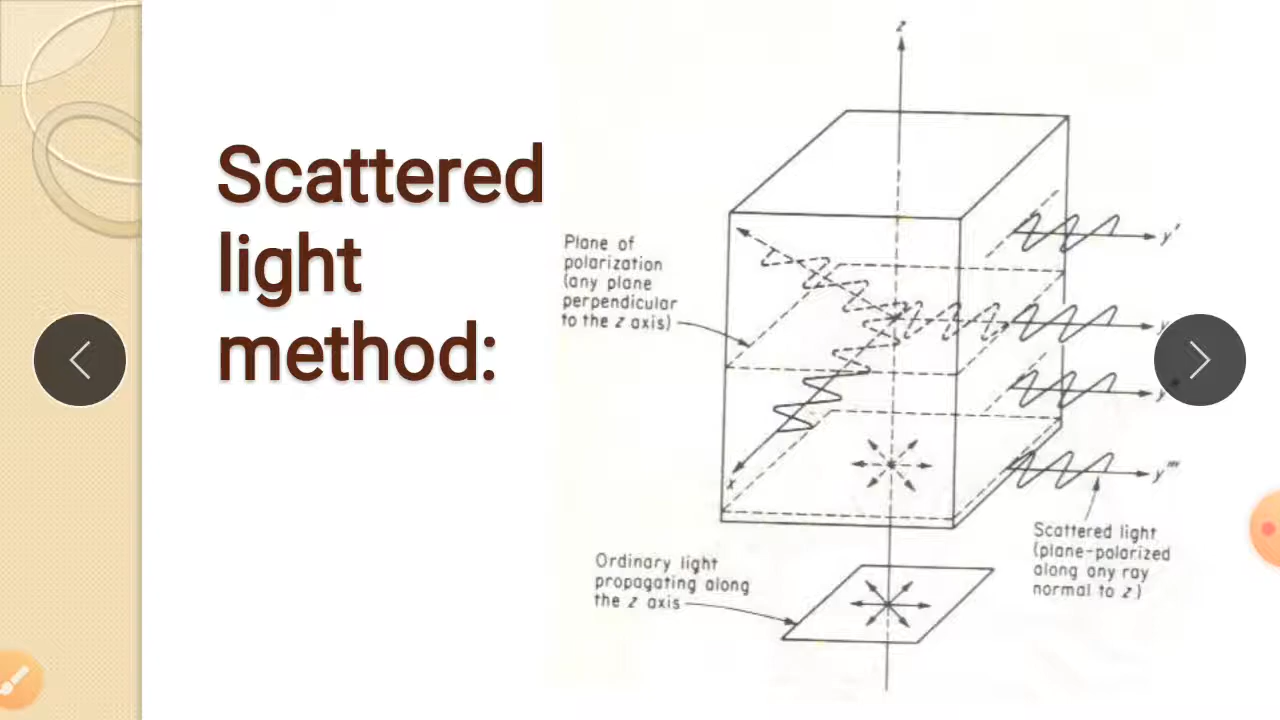 Scattered
light
method:
z
Plane of
polarization
(any plane
perpendicular
to the z axis)
y'
y
y
x
y'''
Scattered light
(plane-polarized
along any ray
normal to z)
Ordinary light
propagating along
the z axis